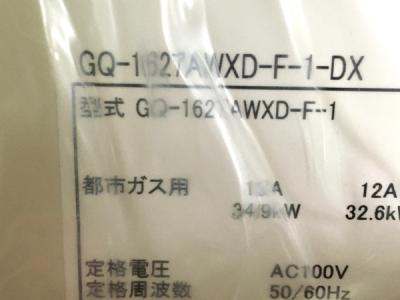 GQ-1627AWXD-F-1-DX
型式 GQ-1627AWXD-F-1
都市ガス用 13A 12A
34.9kW 32.6kW
定格電圧 AC100V
定格周波数 50/60Hz